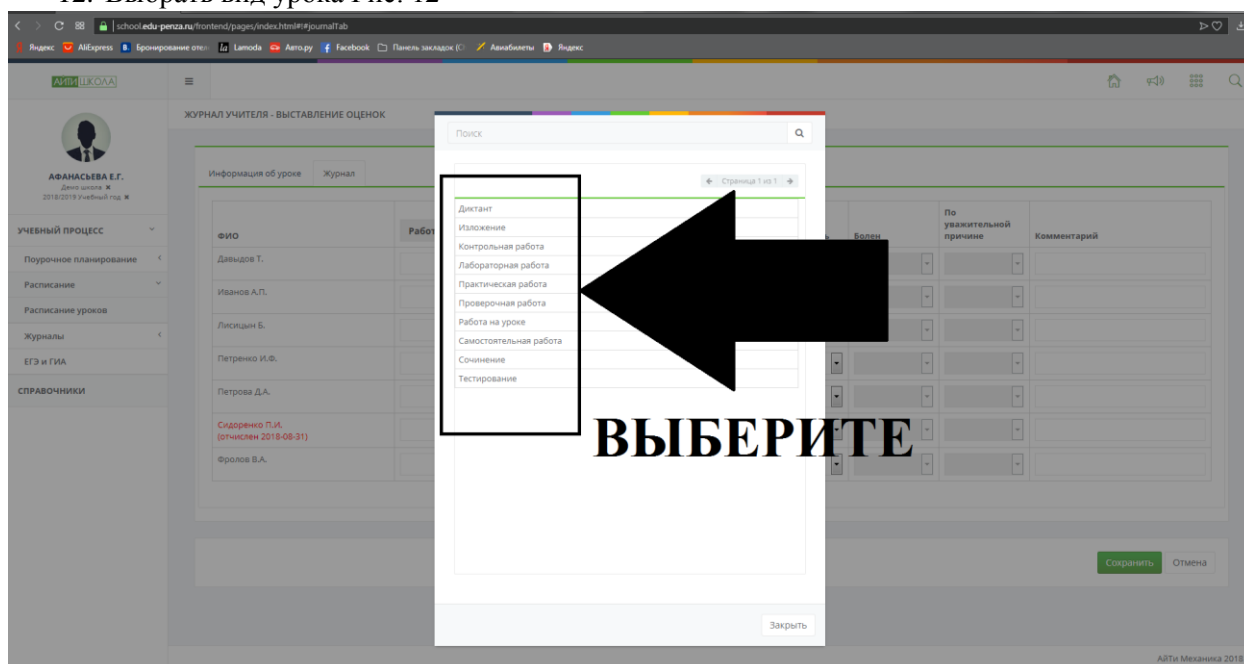 12. Выбрать вид урока Рис. 12
school.edu-penza.ru/frontend/pages/index.html#!#journalTab
Яндекс AliExpress Бронирование отел Lamoda Авто.ру Facebook Панель закладок (О Авиабилеты Яндекс
АЙТИ ШКОЛА
ЖУРНАЛ УЧИТЕЛЯ - ВЫСТАВЛЕНИЕ ОЦЕНОК
АФАНАСЬЕВА Е.Г.
Демо школа ✖
2018/2019 Учебный год ✖
УЧЕБНЫЙ ПРОЦЕСС
Поурочное планирование
Расписание
Расписание уроков
Журналы
ЕГЭ и ГИА
СПРАВОЧНИКИ
Информация об уроке Журнал
ФИО Работ ь Болен По уважительной причине Комментарий
Давыдов Т.
Иванов А.П.
Лисицын Б.
Петренко И.Ф.
Петрова Д.А.
Сидоренко П.И.
(отчислен 2018-08-31)
Фролов В.А.
Поиск
Страница 1 из 1
Диктант
Изложение
Контрольная работа
Лабораторная работа
Практическая работа
Проверочная работа
Работа на уроке
Самостоятельная работа
Сочинение
Тестирование
ВЫБЕРИТЕ
Закрыть
Сохранить Отмена
АйТи Механика 2018